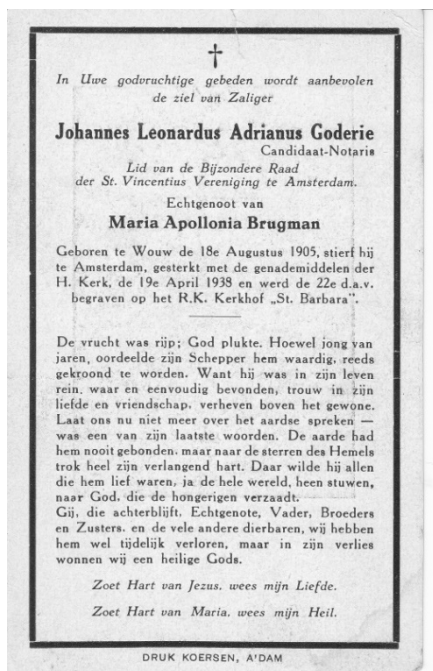 In Uwe godvruchtige gebeden wordt aanbevolen
de ziel van Zaliger
Johannes Leonardus Adrianus Goderie
Candidaat-Notaris
Lid van de Bijzondere Raad
der St. Vincentius Vereniging te Amsterdam.
Echtgenoot van
Maria Apollonia Brugman
Geboren te Wouw de 18e Augustus 1905, stierf hij
te Amsterdam, gesterkt met de genademiddelen der
H. Kerk, de 19e April 1938 en werd de 22e d.a.v.
begraven op het R.K. Kerkhof „St. Barbara".
De vrucht was rijp; God plukte. Hoewel jong van
jaren, oordeelde zijn Schepper hem waardig, reeds
gekroond te worden. Want hij was in zijn leven
rein, waar en eenvoudig bevonden, trouw in zijn
liefde en vriendschap, verheven boven het gewone.
Laat ons nu niet meer over het aardse spreken —
was een van zijn laatste woorden. De aarde had
hem nooit gebonden, maar naar de sterren des Hemels
trok heel zijn verlangend hart. Daar wilde hij allen
die hem lief waren, ja de hele wereld, heen stuwen,
naar God, die de hongerigen verzaadt.
Gij, die achterblijft, Echtgenote, Vader, Broeders
en Zusters, en de vele andere dierbaren, wij hebben
hem wel tijdelijk verloren, maar in zijn verlies
wonnen wij een heilige Gods.
Zoet Hart van Jezus, wees mijn Liefde.
Zoet Hart van Maria, wees mijn Heil.
DRUK KOERSEN, A'DAM